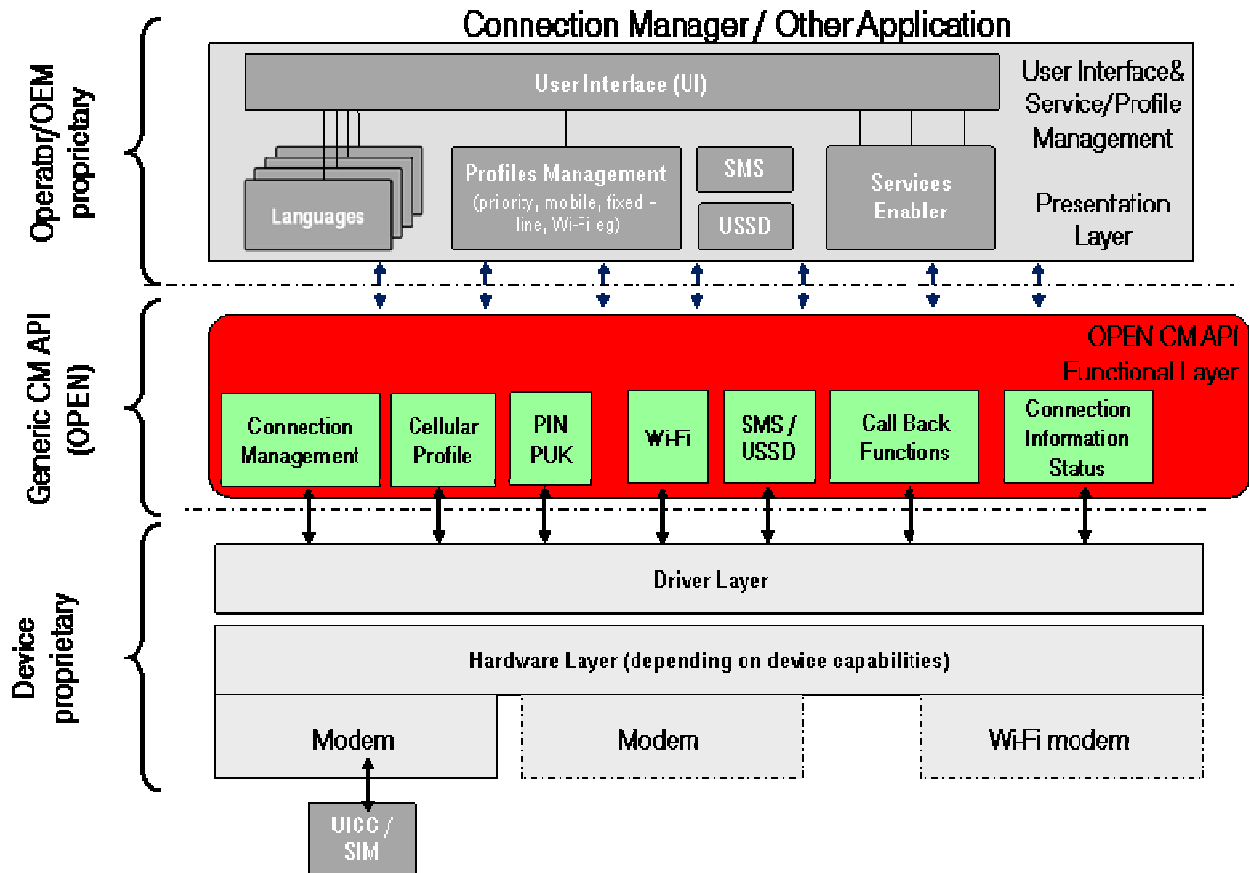 Connection Manager / Other Application
Operator/OEM
proprictary
User Interface (UI)
User Interface&
Service/Profile
Management
Presentation
Layer
Languages
Profiles Management
(priority, mobile, fixed –
line, Wi-Fi eg)
SMS
USSD
Services
Enabler
Generic CM API
(OPEN)
OPEN CM API
Functional Layer
Connection
Management
Cellular
Profile
PIN
PUK
Wi-Fi
SMS /
USSD
Call Back
Functions
Connection
Information
Status
Device
proprietary
Driver Layer
Hardware Layer (depending on device capabilities)
Modem
Modem
Wi-Fi modem
UICC /
SIM